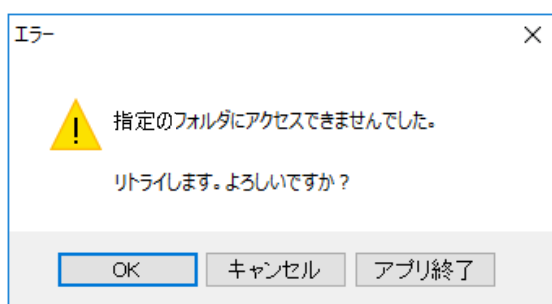 エラー
指定のフォルダにアクセスできませんでした。
リトライします。よろしいですか？
OK キャンセル アプリ終了